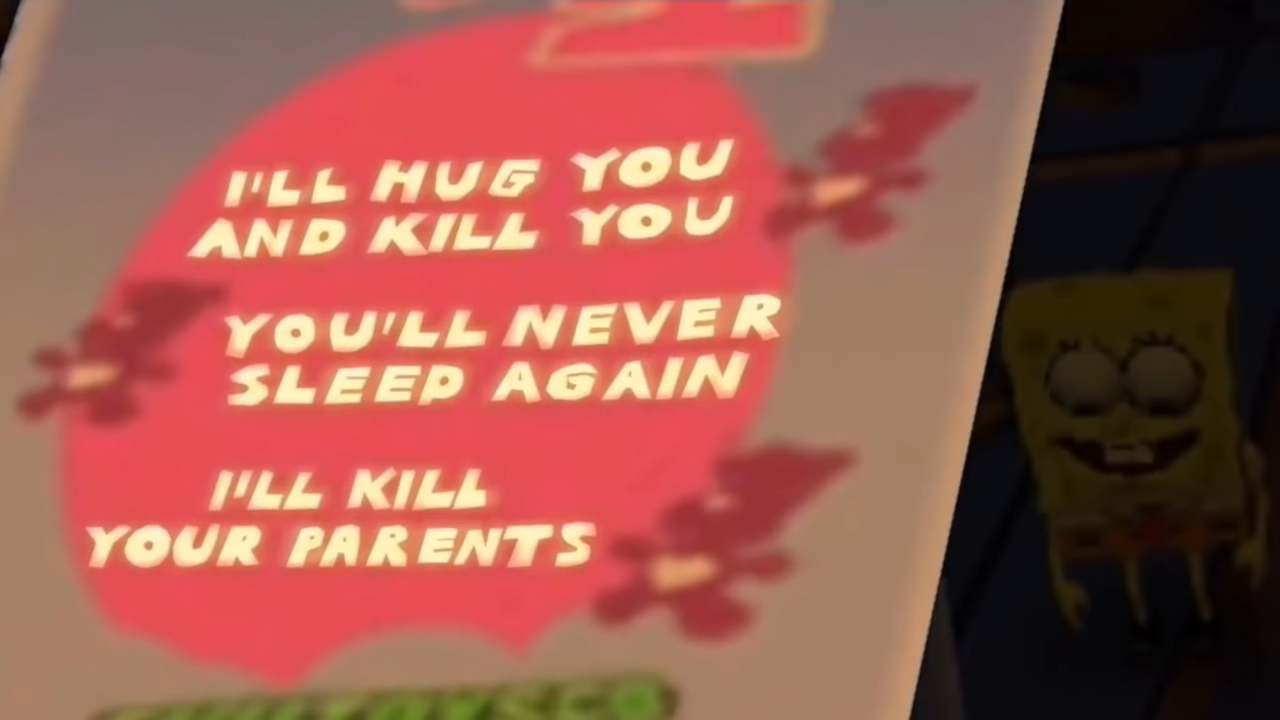 I'LL HUG YOU
AND KILL YOU
YOU'LL NEVER
SLEEP AGAIN
I'LL KILL
YOUR PARENTS